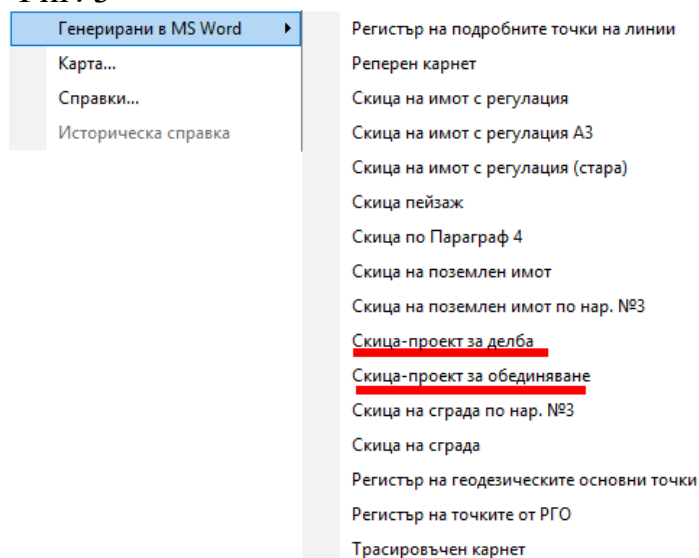 Генерирани в MS Word
Карта...
Справки...
Историческа справка
Регистър на подробните точки на линии
Реперен карнет
Скица на имот с регулация
Скица на имот с регулация А3
Скица на имот с регулация (стара)
Скица пейзаж
Скица по Параграф 4
Скица на поземлен имот
Скица на поземлен имот по нар. №3
Скица-проект за делба
Скица-проект за обединяване
Скица на сграда по нар. №3
Скица на сграда
Регистър на геодезическите основни точки
Регистър на точките от РГО
Трасировъчен карнет